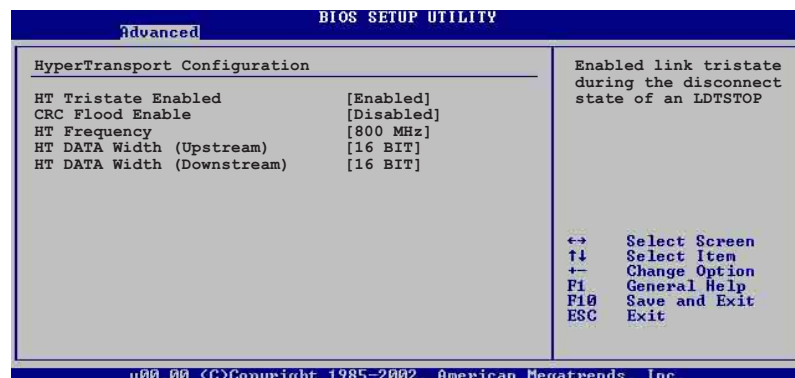 BIOS SETUP UTILITY
Advanced
HyperTransport Configuration
HT Tristate Enabled [Enabled]
CRC Flood Enable [Disabled]
HT Frequency [800 MHz]
HT DATA Width (Upstream) [16 BIT]
HT DATA Width (Downstream) [16 BIT]
Enabled link tristate
during the disconnect
state of an LDTSTOP
←→ Select Screen
↑↓ Select Item
+- Change Option
F1 General Help
F10 Save and Exit
ESC Exit
v00.00 (C)Copyright 1985-2002, American Megatrends, Inc.